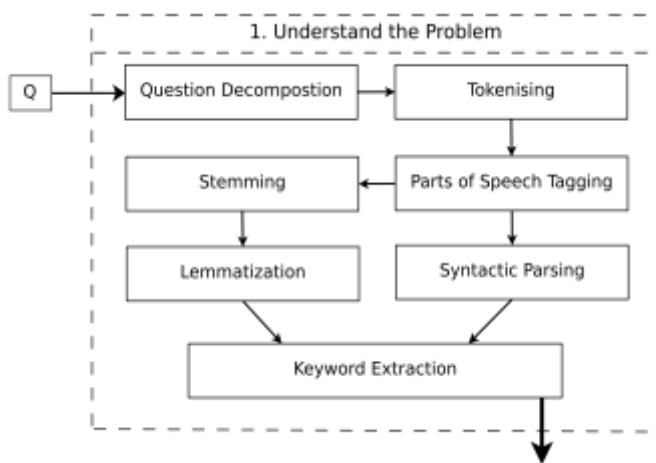 1. Understand the Problem
Q
Question Decompostion
Tokenising
Stemming
Parts of Speech Tagging
Lemmatization
Syntactic Parsing
Keyword Extraction